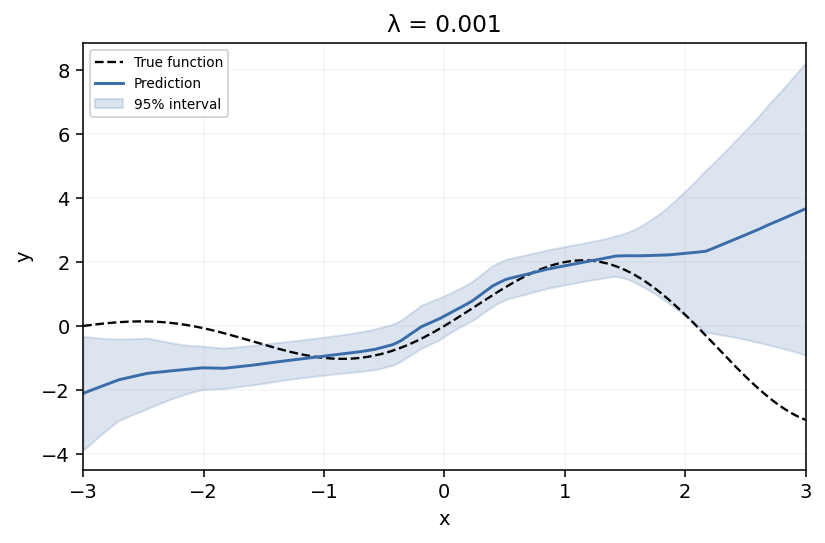 λ = 0.001
True function
Prediction
95% interval
8
6
4
2
0
−2
−4
y
−3 −2 −1 0 1 2 3
x